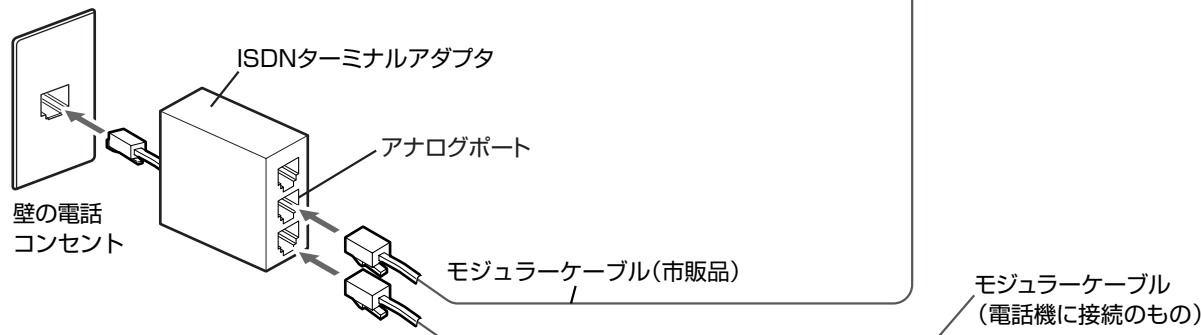 ISDNターミナルアダプタ
アナログポート
壁の電話
コンセント
モジュラーケーブル（市販品）
モジュラーケーブル
（電話機に接続のもの）